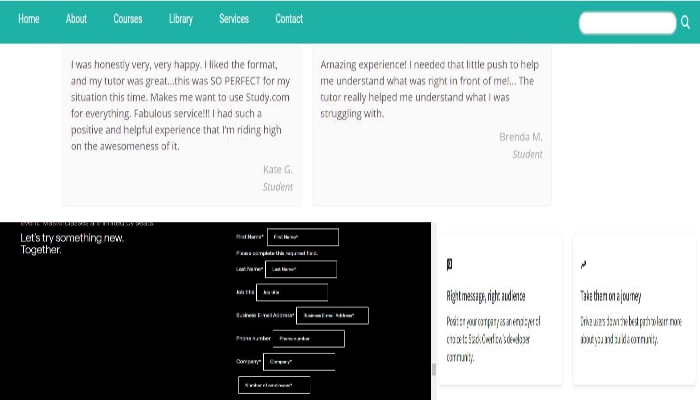 Home About Courses Library Services Contact
I was honestly very, very happy. I liked the format,
and my tutor was great...this was SO PERFECT for my
situation this time. Makes me want to use Study.com
for everything. Fabulous service!!! I had such a
positive and helpful experience that I'm riding high
on the awesomeness of it.
Kate G.
Student
Amazing experience! I needed that little push to help
me understand what was right in front of me!... The
tutor really helped me understand what I was
struggling with.
Brenda M.
Student
event. Masterclasses are limited by seats.
Let's try something new.
Together.
First Name* First Name*
Please complete this required field.
Last Name* Last Name*
Job title Job title
Business E-mail Address* Business E-mail Address*
Phone number Phone number
Company* Company*
Number of employees*
Right message, right audience
Position your company as an employer of
choice to Stack Overflow's developer
community.
Take them on a journey
Drive users down the best path to learn more
about you and build a community.